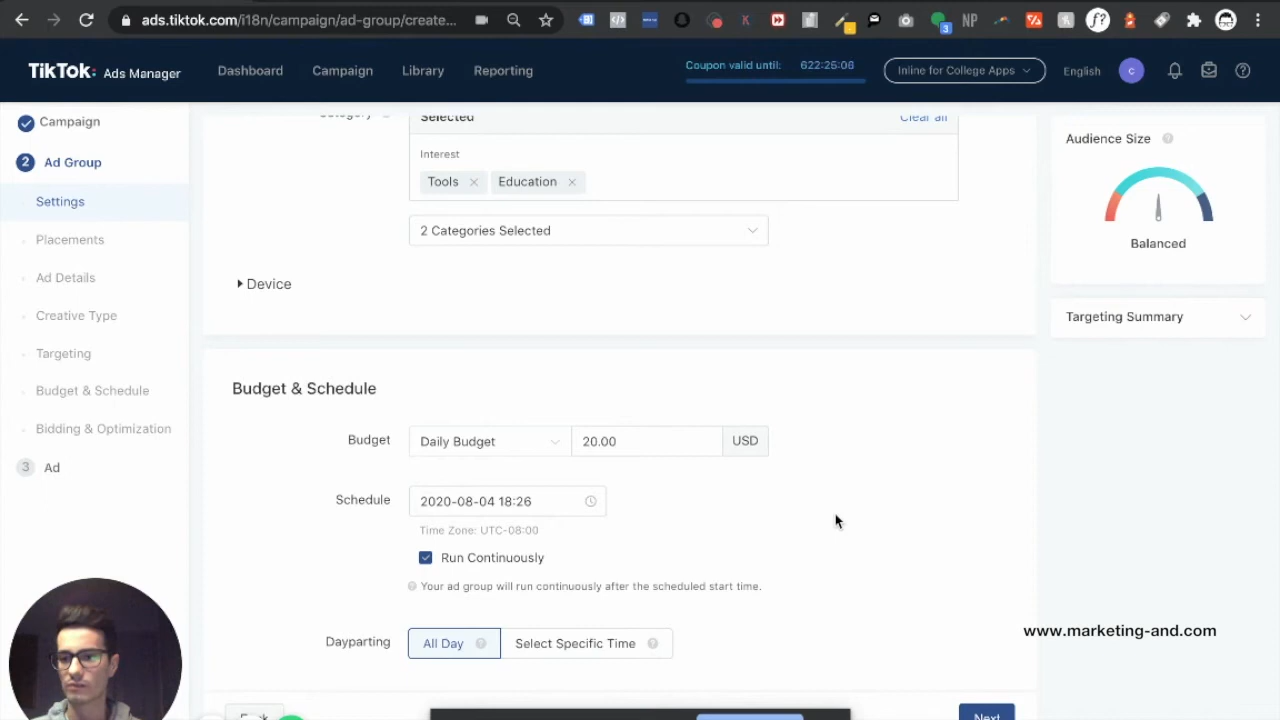 ads.tiktok.com/i18n/campaign/ad-group/create...
NP
3
f?
TikTok: Ads Manager
Dashboard
Campaign
Library
Reporting
Coupon valid until: 622:25:06
Inline for College Apps
English
C
Campaign
2 Ad Group
Settings
Placements
Ad Details
Creative Type
Targeting
Budget & Schedule
Bidding & Optimization
3 Ad
Category
Selected
Clear all
Interest
Tools
Education
2 Categories Selected
Device
Budget & Schedule
Budget
Daily Budget
20.00
USD
Schedule
2020-08-04 18:26
Time Zone: UTC-08:00
Run Continuously
Your ad group will run continuously after the scheduled start time.
Dayparting
All Day
Select Specific Time
Next
Audience Size
Balanced
Targeting Summary
www.marketing-and.com